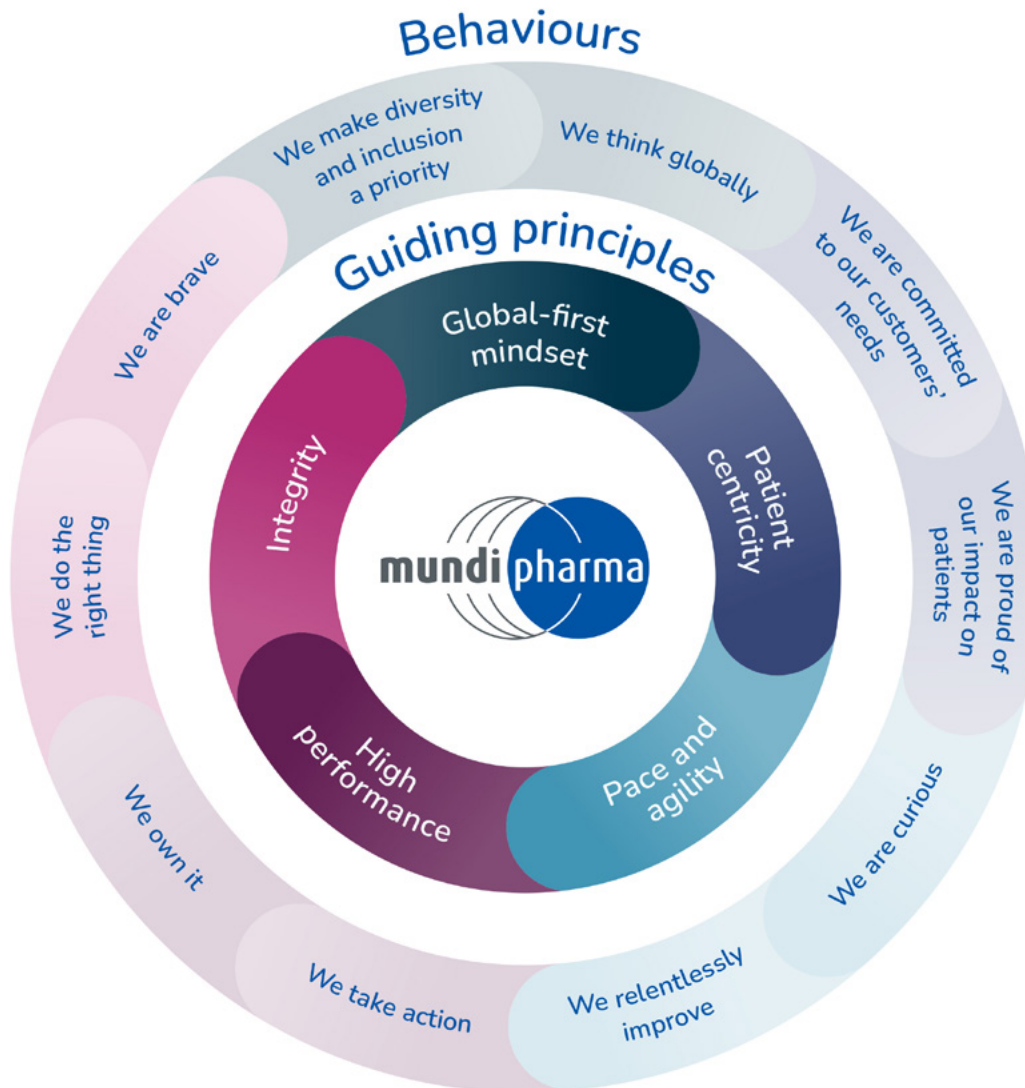 Behaviours
We make diversity
and inclusion
a priority
We think globally
We are committed
to our customers'
needs
We are proud of
our impact on
patients
We are curious
We relentlessly
improve
We take action
We own it
We do the
right thing
We are brave
Guiding principles
Global-first
mindset
Patient
centricity
Pace and
agility
High
performance
Integrity
mundi pharma